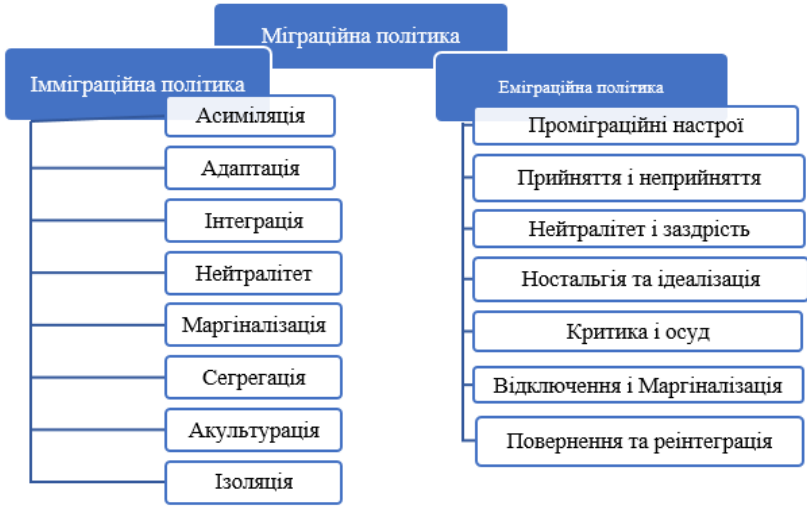 Міграційна політика
Імміграційна політика
Асиміляція
Адаптація
Інтеграція
Нейтралітет
Маргіналізація
Сегрегація
Акультурація
Ізоляція
Еміграційна політика
Проміграційні настрої
Прийняття і неприйняття
Нейтралітет і заздрість
Ностальгія та ідеалізація
Критика і осуд
Відключення і Маргіналізація
Повернення та реінтеграція